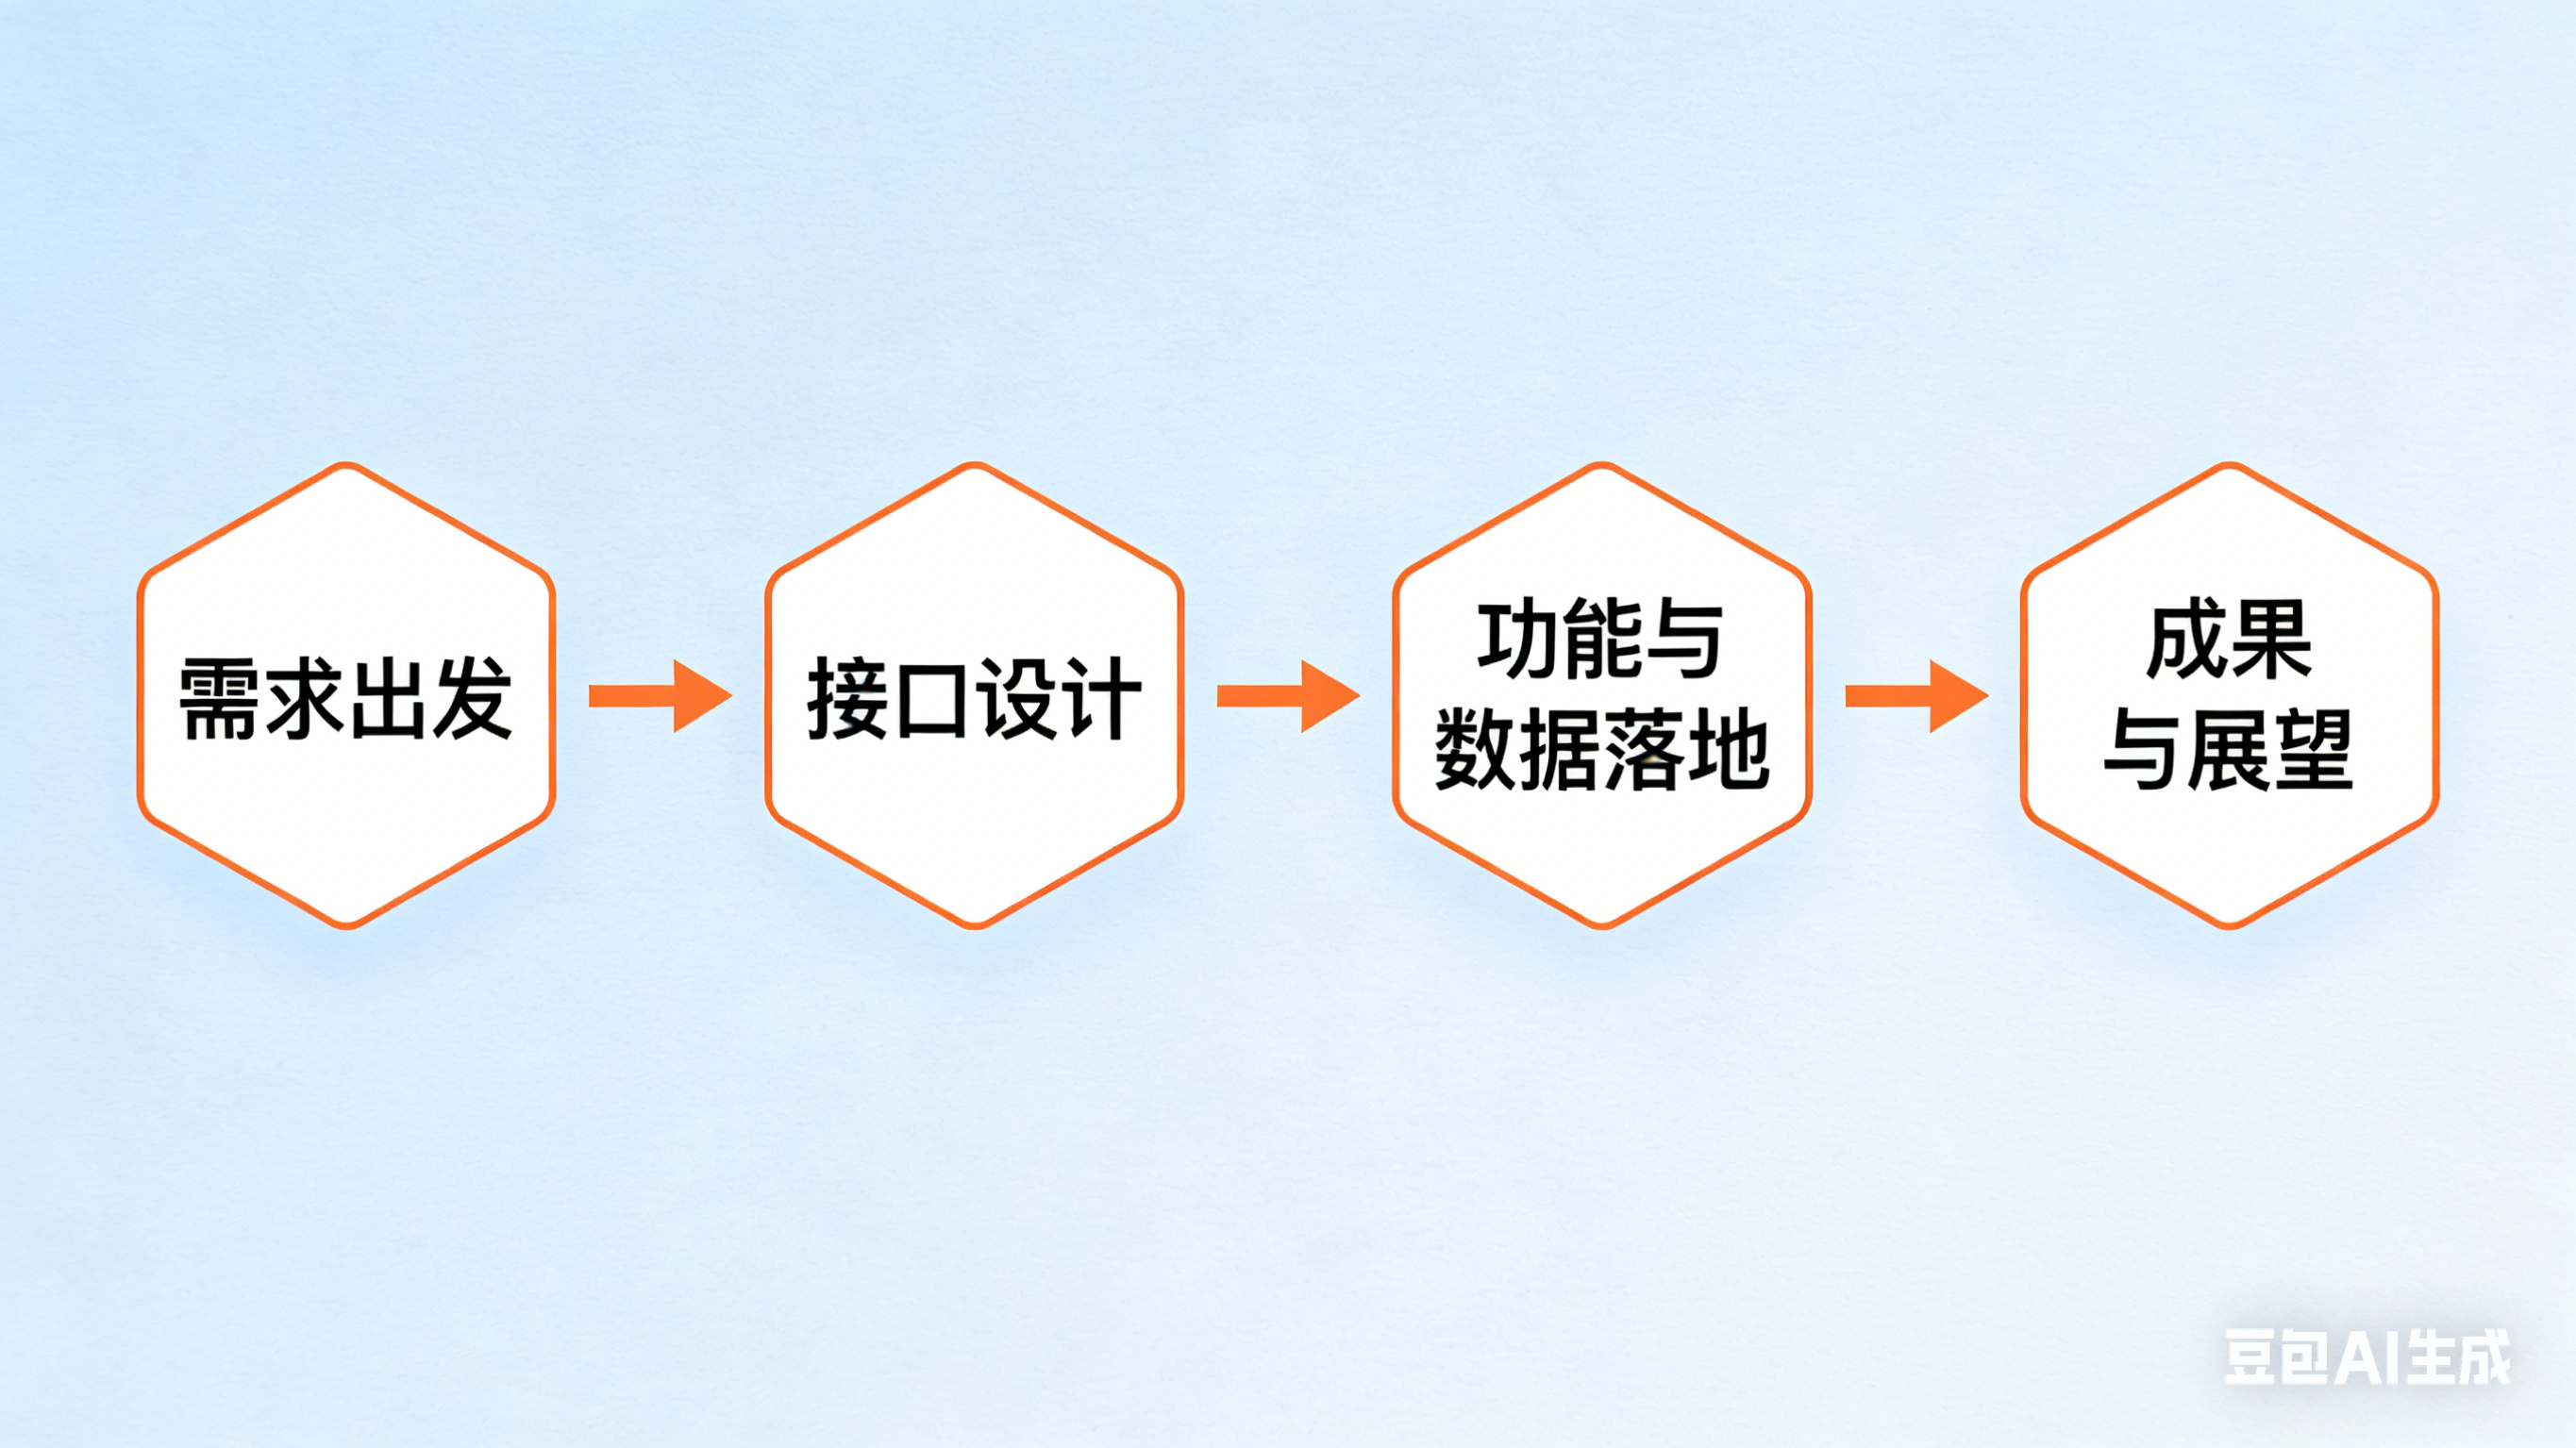 需求出发
接口设计
功能与
数据落地
成果
与展望
豆包AI生成